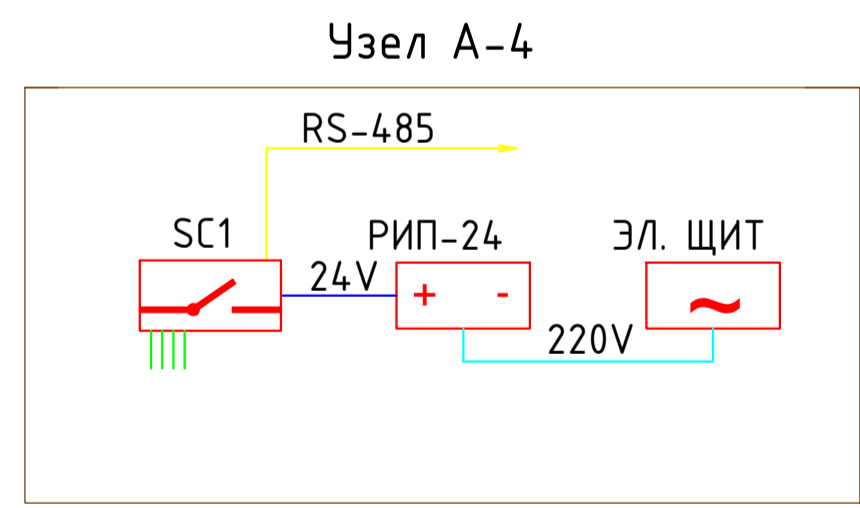 Узел А-4
RS-485
SC1
РИП-24
ЭЛ. ЩИТ
24V
+ -
~
220V